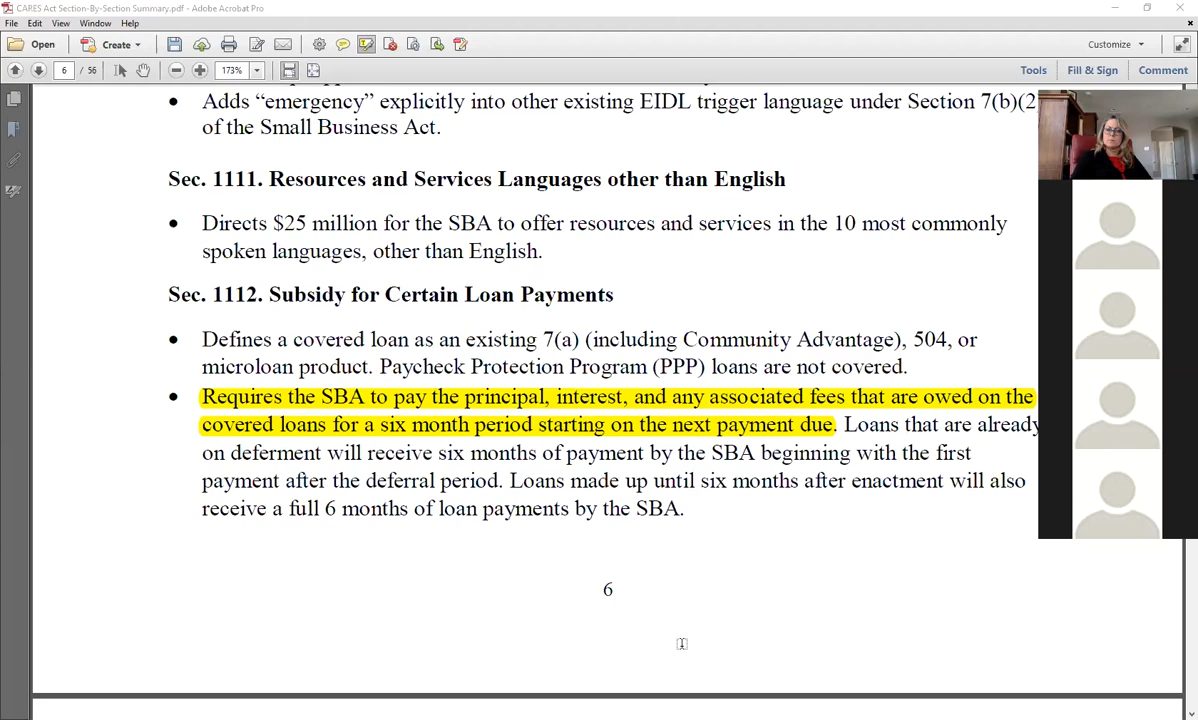 CARES Act Section-By-Section Summary.pdf - Adobe Acrobat Pro
File Edit View Window Help
Open Create Customize
6 / 56 173% Tools Fill & Sign Comment
• Adds “emergency” explicitly into other existing EIDL trigger language under Section 7(b)(2
of the Small Business Act.
Sec. 1111. Resources and Services Languages other than English
• Directs $25 million for the SBA to offer resources and services in the 10 most commonly
spoken languages, other than English.
Sec. 1112. Subsidy for Certain Loan Payments
• Defines a covered loan as an existing 7(a) (including Community Advantage), 504, or
microloan product. Paycheck Protection Program (PPP) loans are not covered.
• Requires the SBA to pay the principal, interest, and any associated fees that are owed on the
covered loans for a six month period starting on the next payment due. Loans that are already
on deferment will receive six months of payment by the SBA beginning with the first
payment after the deferral period. Loans made up until six months after enactment will also
receive a full 6 months of loan payments by the SBA.
6